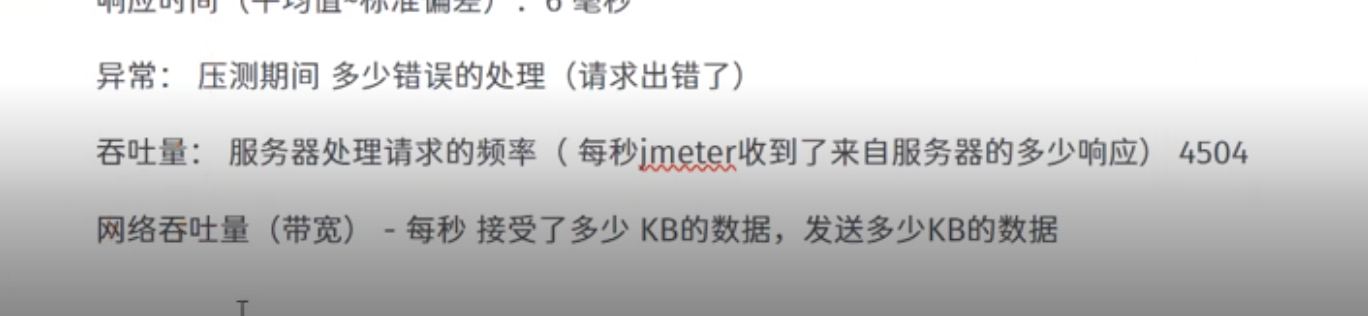 响应时间（平均值~标准偏差）：6 毫秒
异常： 压测期间 多少错误的处理（请求出错了）
吞吐量： 服务器处理请求的频率（ 每秒jmeter收到了来自服务器的多少响应） 4504
网络吞吐量（带宽） - 每秒 接受了多少 KB的数据，发送多少KB的数据